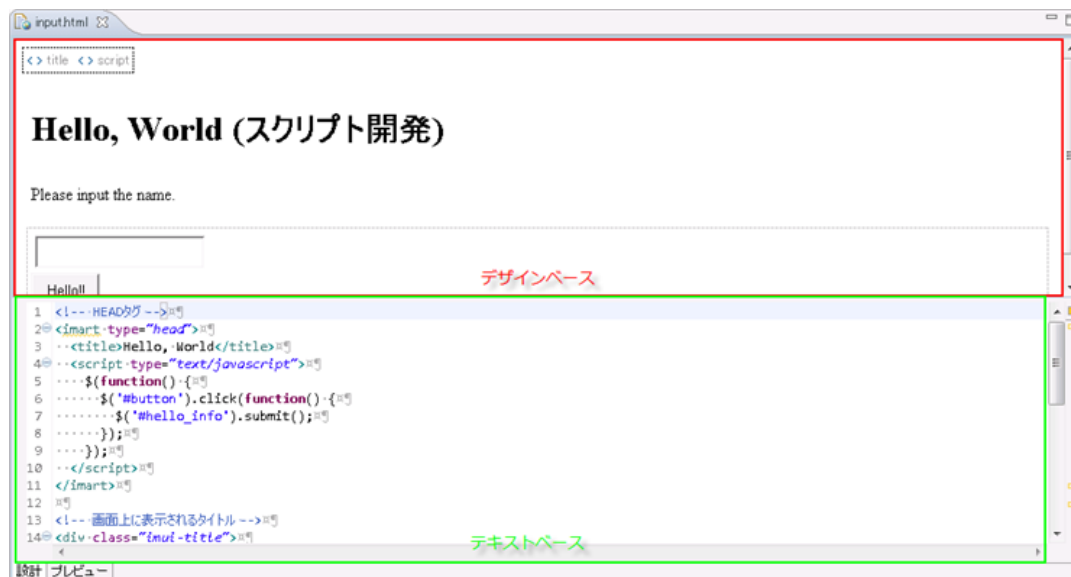 input.html
<> title <> script
Hello, World (スクリプト開発)
Please input the name.
Hello!!
デザインベース
1 <!-- HEADタグ -->
2 <imart type="head">
3 <title>Hello, World</title>
4 <script type="text/javascript">
5 $(function() {
6 $('#button').click(function() {
7 $('#hello_info').submit();
8 });
9 });
10 </script>
11 </imart>
12
13 <!-- 画面上に表示されるタイトル -->
14 <div class="imui-title">
テキストベース
設計 プレビュー